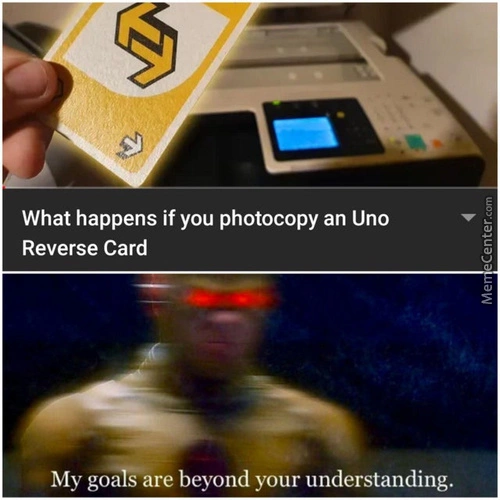 What happens if you photocopy an Uno
Reverse Card
MemeCenter.com
My goals are beyond your understanding.